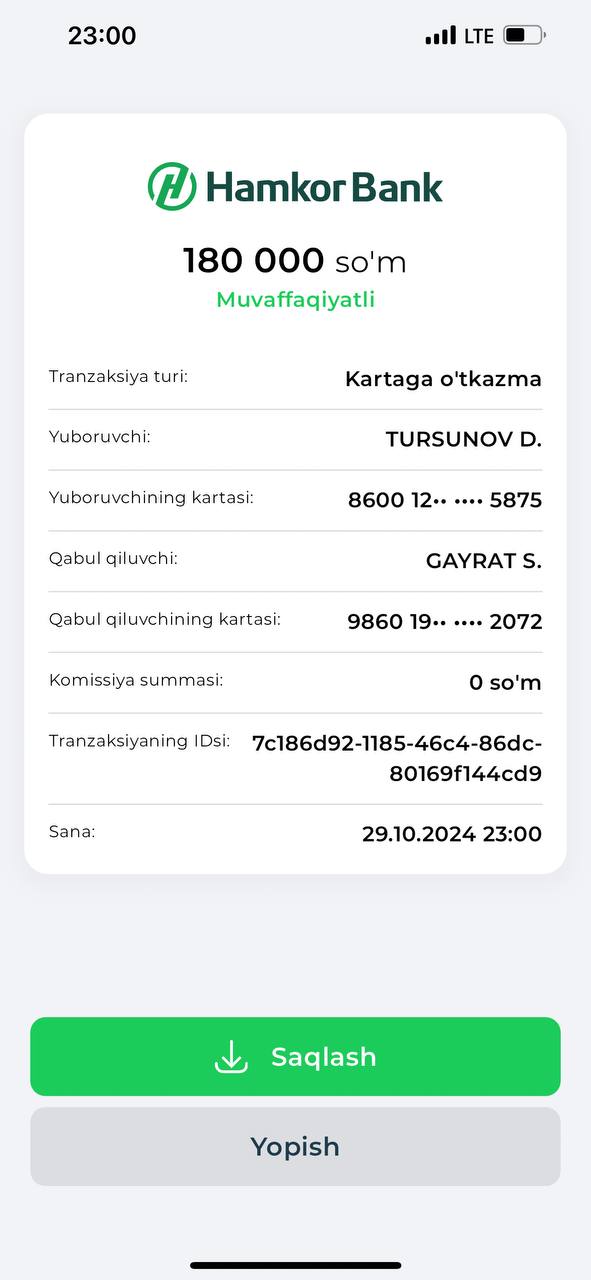 23:00
LTE
HamkorBank
180 000 so'm
Muvaffaqiyatli
Tranzaksiya turi: Kartaga o'tkazma
Yuboruvchi: TURSUNOV D.
Yuboruvchining kartasi: 8600 12•• •••• 5875
Qabul qiluvchi: GAYRAT S.
Qabul qiluvchining kartasi: 9860 19•• •••• 2072
Komissiya summasi: 0 so'm
Tranzaksiyaning IDsi: 7c186d92-1185-46c4-86dc-
80169f144cd9
Sana: 29.10.2024 23:00
Saqlash
Yopish